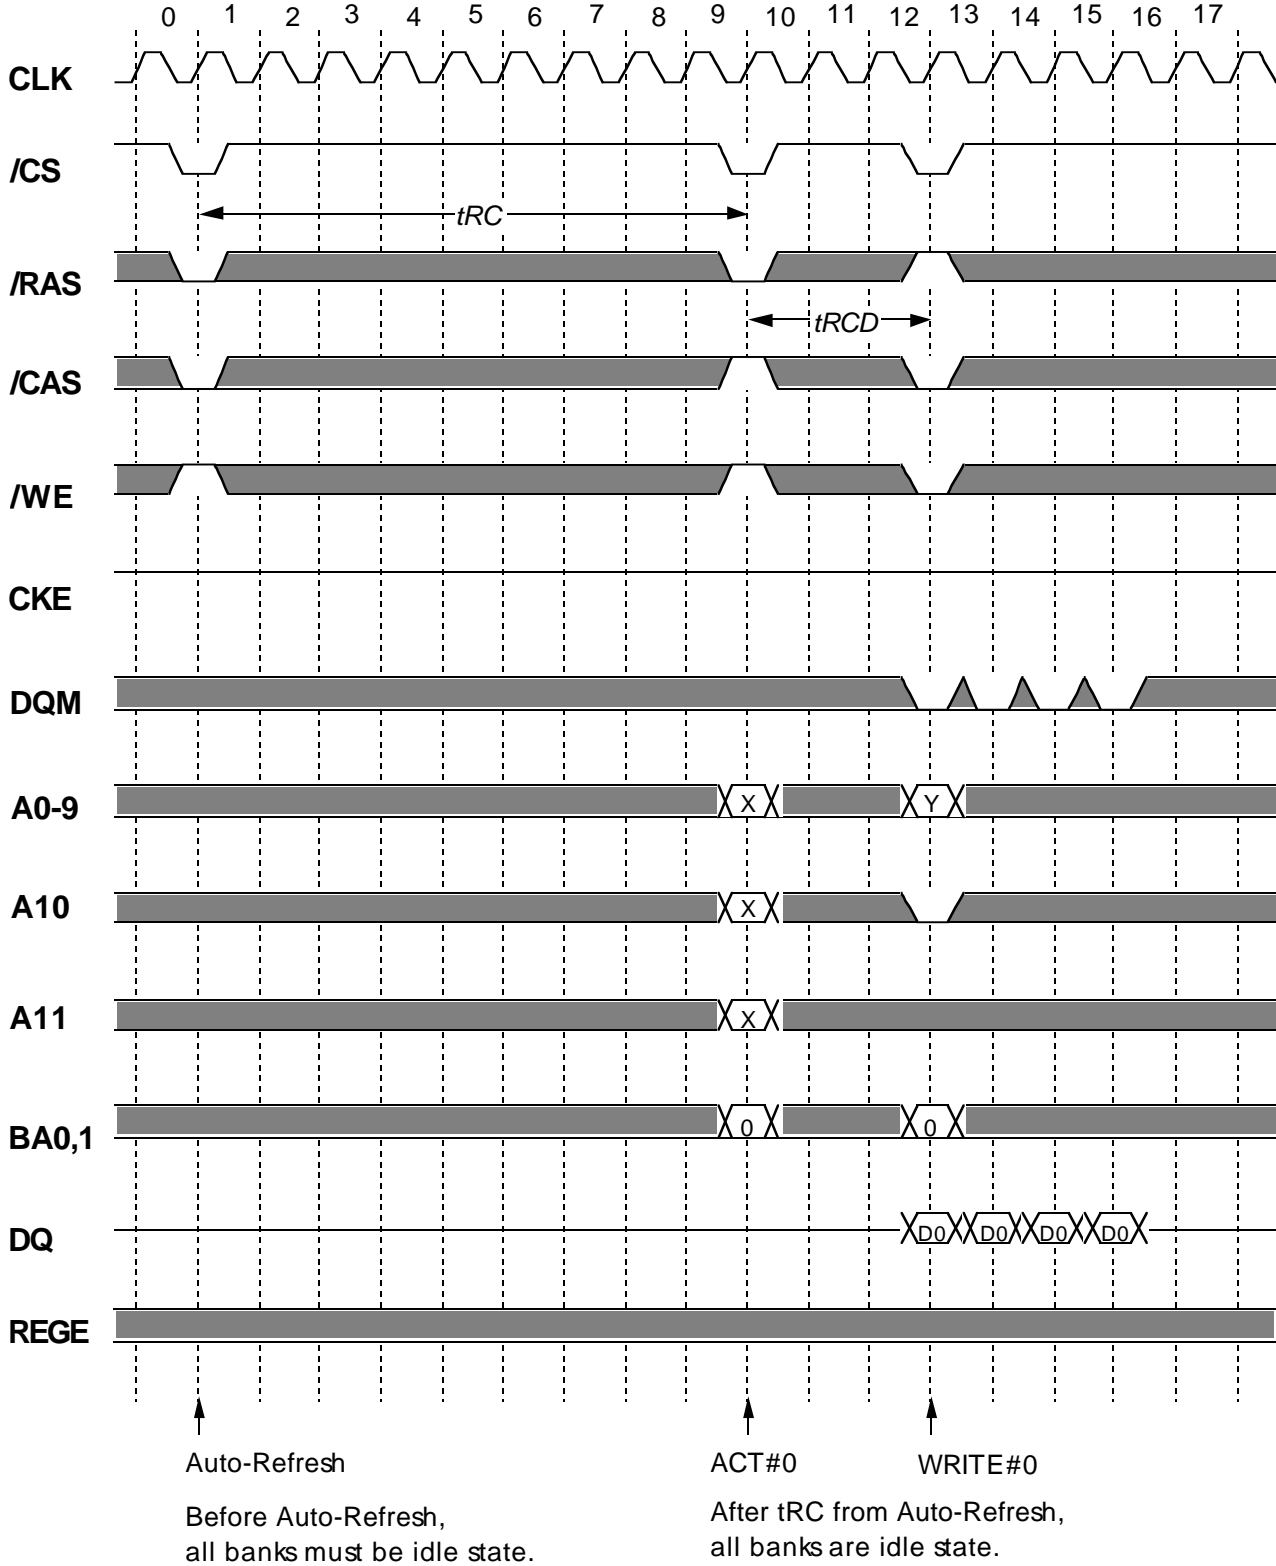 0 1 2 3 4 5 6 7 8 9 10 11 12 13 14 15 16 17
CLK
/CS
tRC
/RAS
tRCD
/CAS
/WE
CKE
DQM
A0-9 X Y
A10 X
A11 X
BA0,1 0 0
DQ D0 D0 D0 D0
REGE
Auto-Refresh ACT#0 WRITE#0
Before Auto-Refresh,
all banks must be idle state.
After tRC from Auto-Refresh,
all banks are idle state.